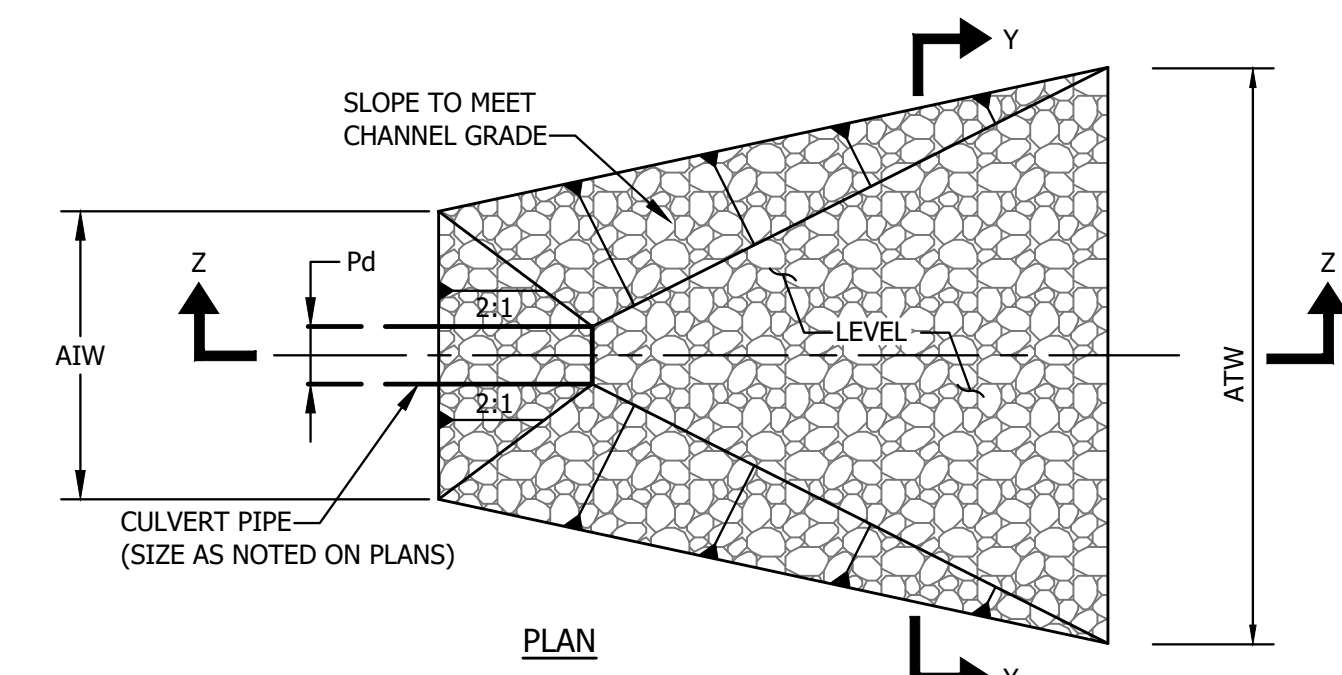 Y
SLOPE TO MEET
CHANNEL GRADE
Z
Pd
Z
2:1
AIW
LEVEL
ATW
2:1
CULVERT PIPE
(SIZE AS NOTED ON PLANS)
PLAN
Y